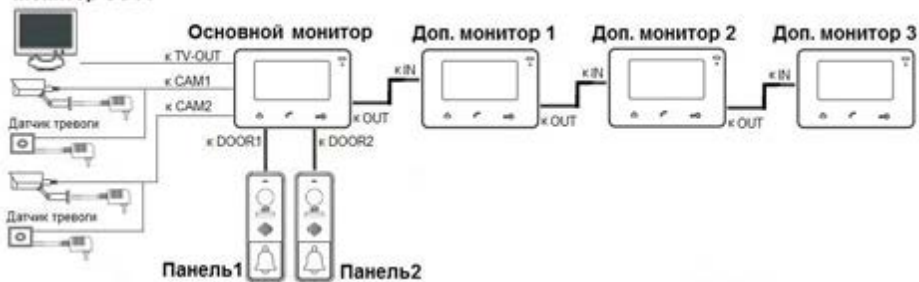 Основной монитор
Доп. монитор 1
Доп. монитор 2
Доп. монитор 3
к TV-OUT
к CAM1
к CAM2
к IN
к OUT
к IN
к OUT
к IN
к OUT
Датчик тревоги
Датчик тревоги
к DOOR1
к DOOR2
Панель1
Панель2